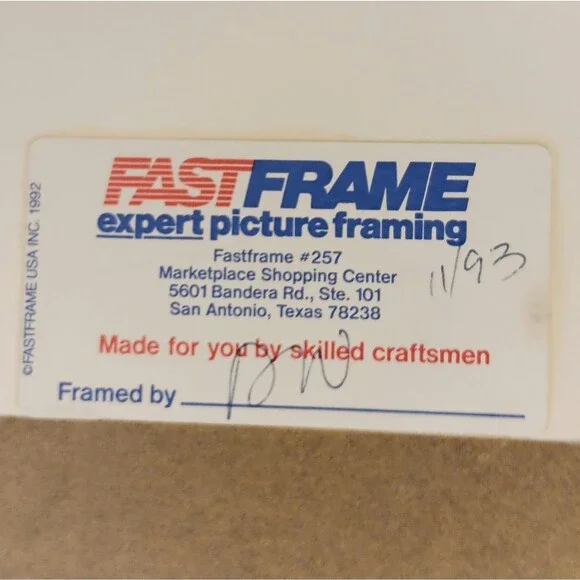 FASTFRAME
expert picture framing
Fastframe #257
Marketplace Shopping Center
5601 Bandera Rd., Ste. 101
San Antonio, Texas 78238
11/93
Made for you by skilled craftsmen
Framed by
©FASTFRAME USA INC. 1992